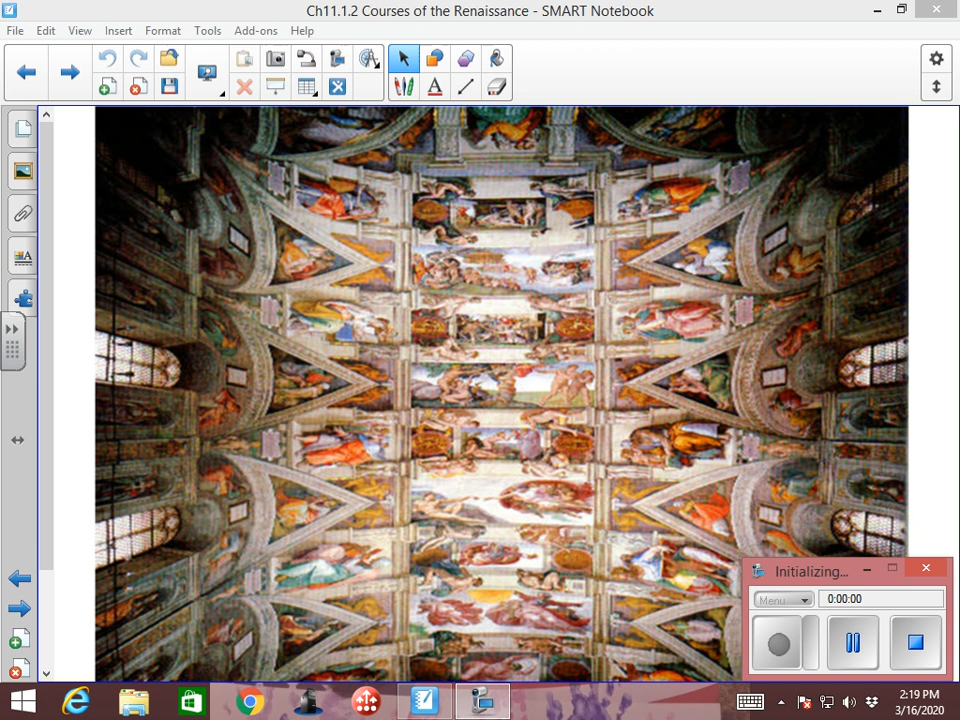 Ch11.1.2 Courses of the Renaissance - SMART Notebook
File Edit View Insert Format Tools Add-ons Help
Initializing...
Menu 0:00:00
2:19 PM
3/16/2020